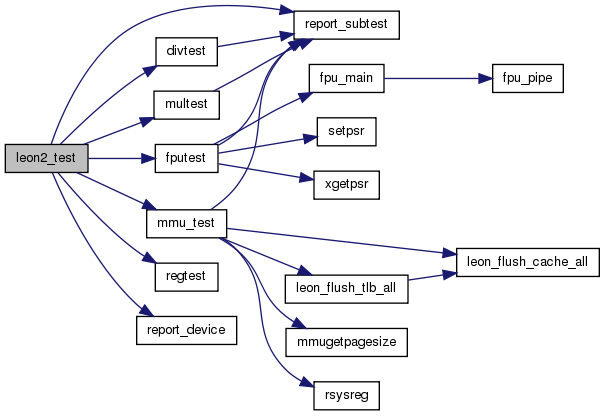 leon2_test
report_subtest
divtest
multest
fputest
mmu_test
regtest
report_device
fpu_main
fpu_pipe
setpsr
xgetpsr
leon_flush_cache_all
leon_flush_tlb_all
mmugetpagesize
rsysreg